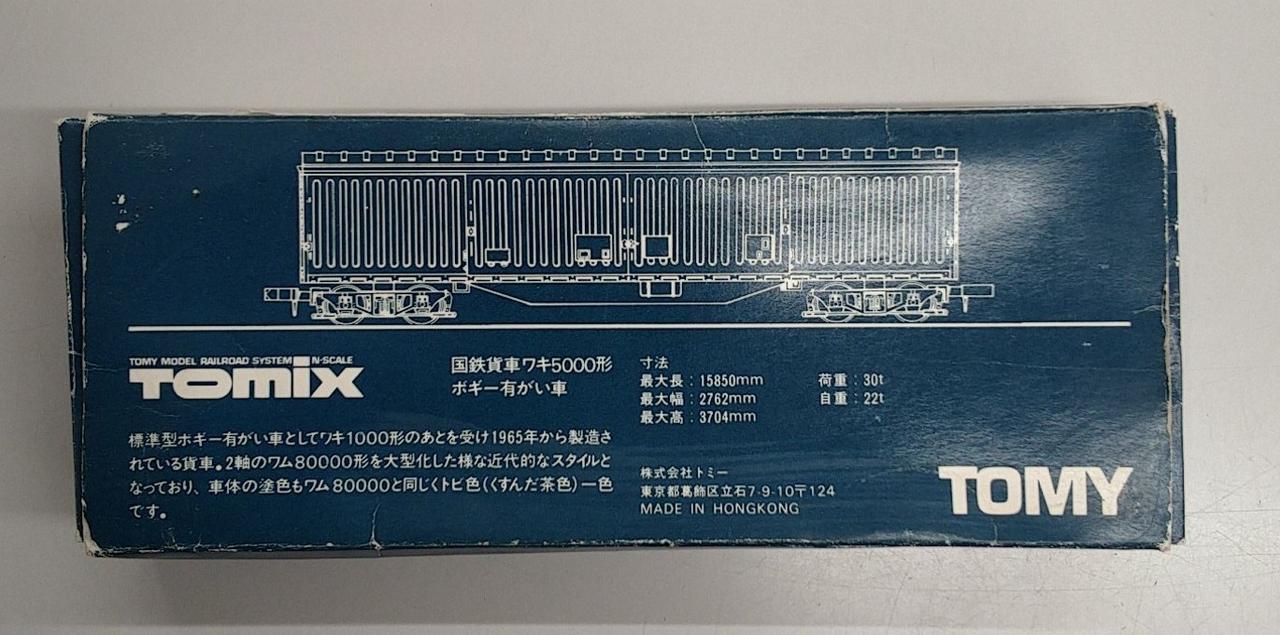 TOMY MODEL RAILROAD SYSTEM N-SCALE
TOMIX
国鉄貨車ワキ5000形
ボギー有がい車
標準型ボギー有がい車としてワキ1000形のあとを受け1965年から製造さ
れている貨車。2軸のワム80000形を大型化した様な近代的なスタイルと
なっており、車体の塗色もワム80000と同じくトビ色(くすんだ茶色)一色
です。
寸法
最大長：15850mm 荷重：30t
最大幅：2762mm 自重：22t
最大高：3704mm
株式会社トミー
東京都葛飾区立石7-9-10〒124
MADE IN HONGKONG
TOMY